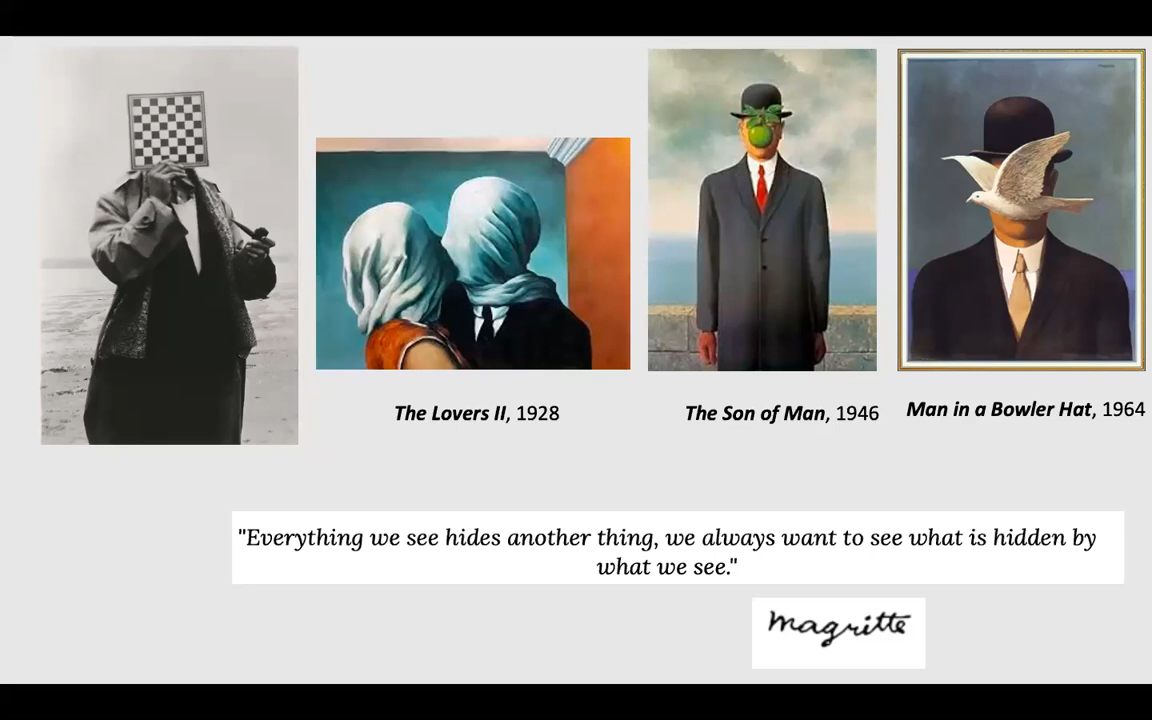 The Lovers II, 1928
The Son of Man, 1946
Man in a Bowler Hat, 1964
"Everything we see hides another thing, we always want to see what is hidden by
what we see."
magritte